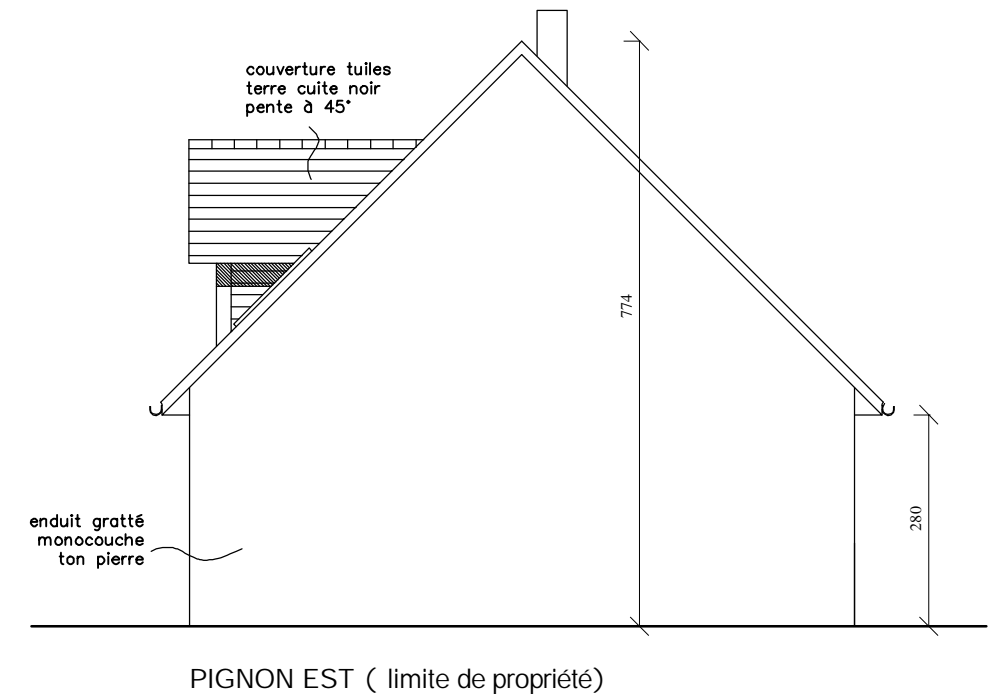 couverture tuiles
terre cuite noir
pente à 45°
774
280
enduit gratté
monocouche
ton pierre
PIGNON EST ( limite de propriété)